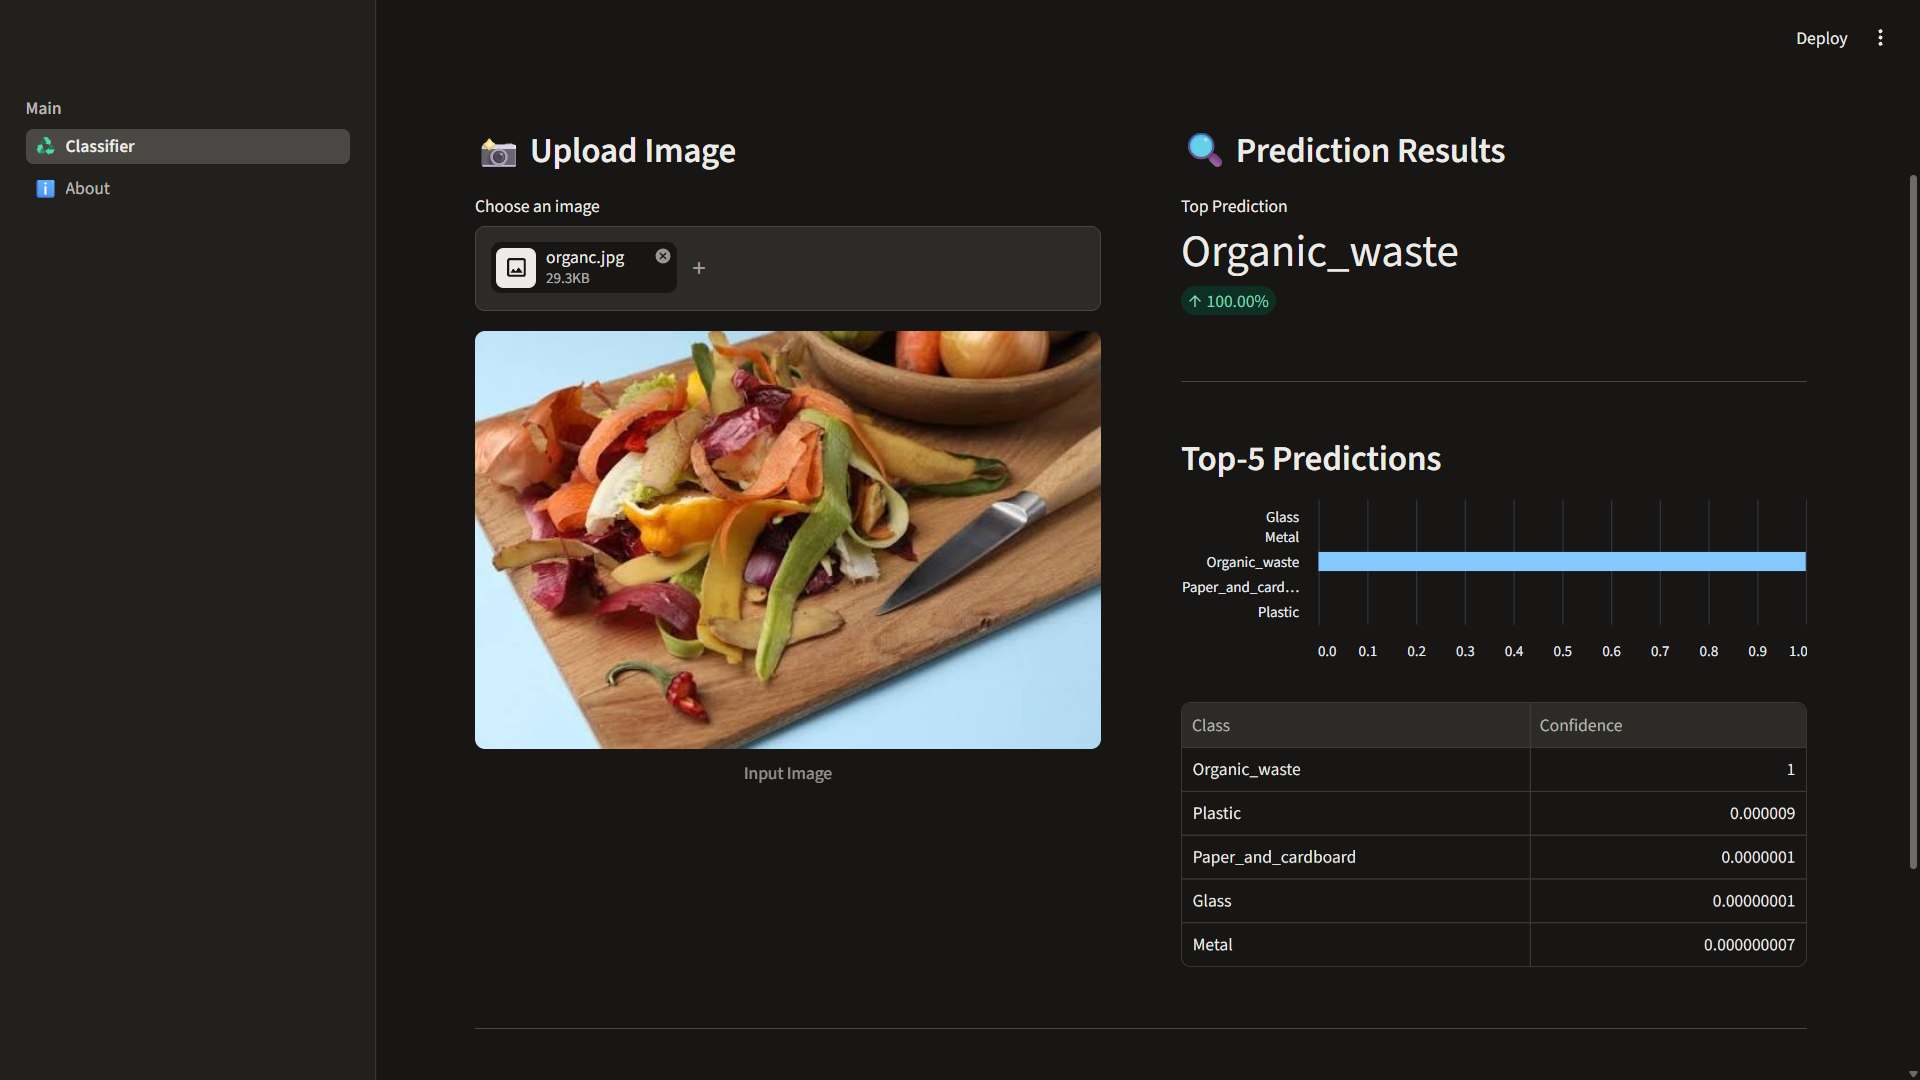 Deploy
Main
Classifier
About
Upload Image
Choose an image
organc.jpg
29.3KB
Input Image
Prediction Results
Top Prediction
Organic_waste
↑ 100.00%
Top-5 Predictions
Glass
Metal
Organic_waste
Paper_and_card…
Plastic
0.0 0.1 0.2 0.3 0.4 0.5 0.6 0.7 0.8 0.9 1.0
Class Confidence
Organic_waste 1
Plastic 0.000009
Paper_and_cardboard 0.0000001
Glass 0.00000001
Metal 0.000000007